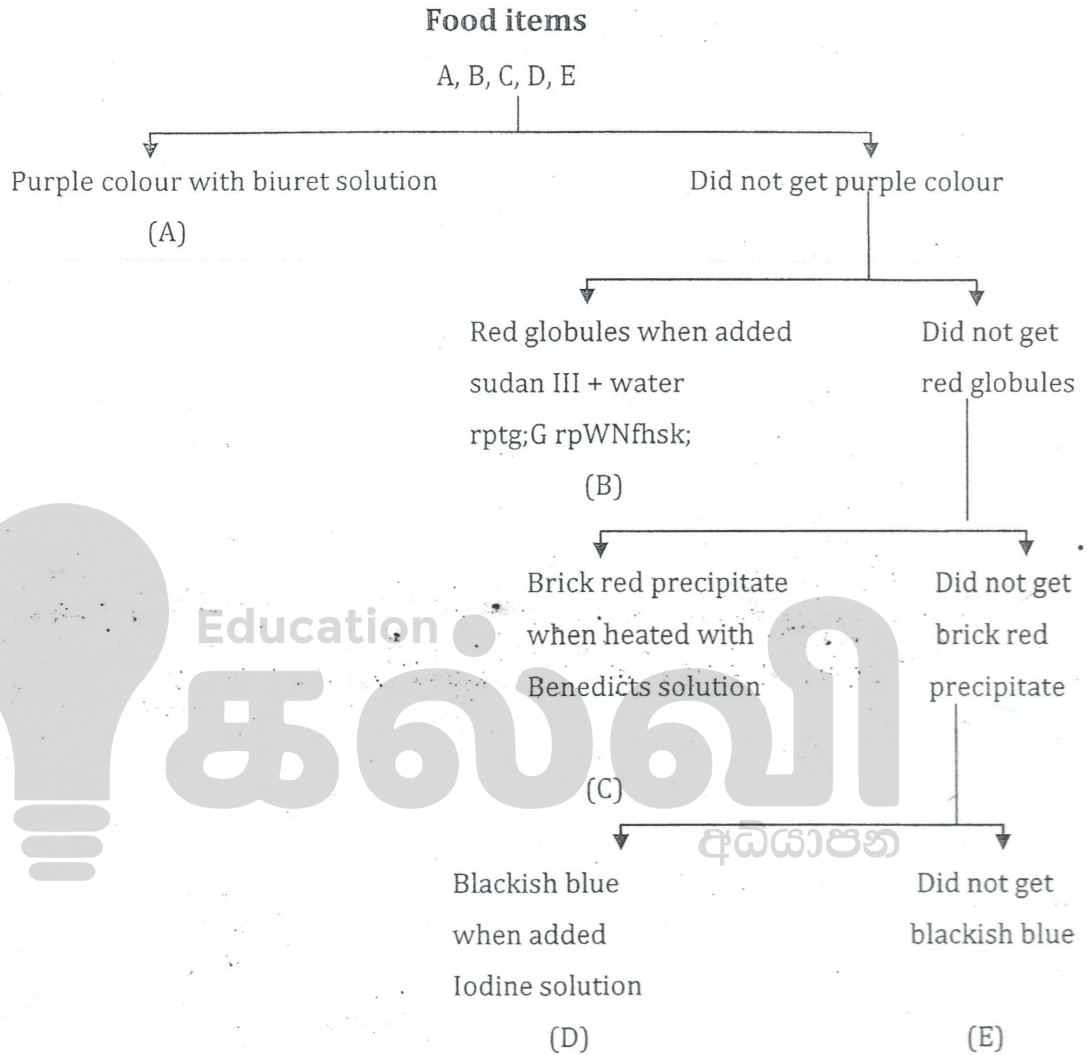 Food items
A, B, C, D, E
Purple colour with biuret solution
(A)
Did not get purple colour
Red globules when added
sudan III + water
rptg;G rpWNfhsk;
(B)
Did not get
red globules
Brick red precipitate
when heated with
Benedicts solution
(C)
Did not get
brick red
precipitate
Blackish blue
when added
Iodine solution
(D)
Did not get
blackish blue
(E)
Education
கல்வி
අධ්‍යාපන